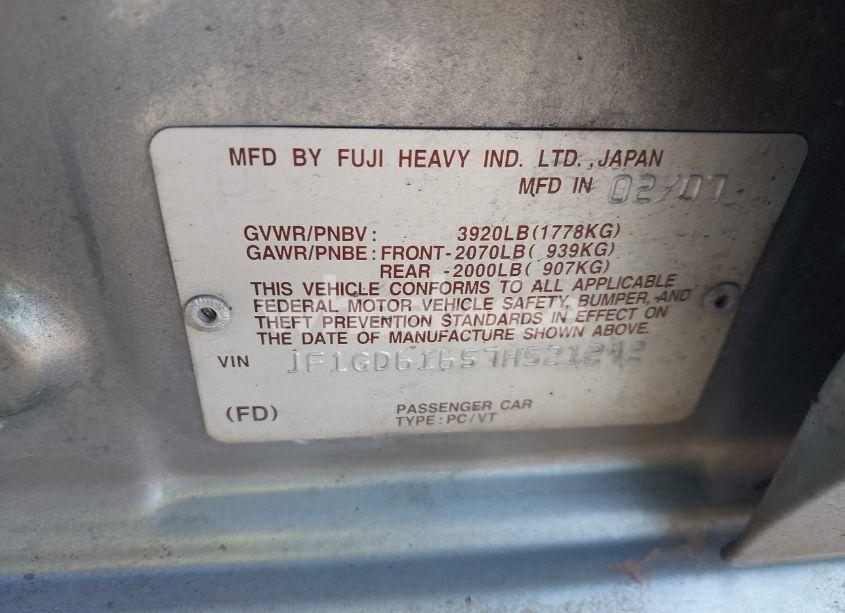 MFD BY FUJI HEAVY IND. LTD., JAPAN
MFD IN 02/07
GVWR/PNBV: 3920LB(1778KG)
GAWR/PNBE: FRONT-2070LB( 939KG)
REAR -2000LB( 907KG)
THIS VEHICLE CONFORMS TO ALL APPLICABLE
FEDERAL MOTOR VEHICLE SAFETY, BUMPER, AND
THEFT PREVENTION STANDARDS IN EFFECT ON
THE DATE OF MANUFACTURE SHOWN ABOVE.
VIN JF1GD61657H521242
(FD) PASSENGER CAR
TYPE: PC/VT